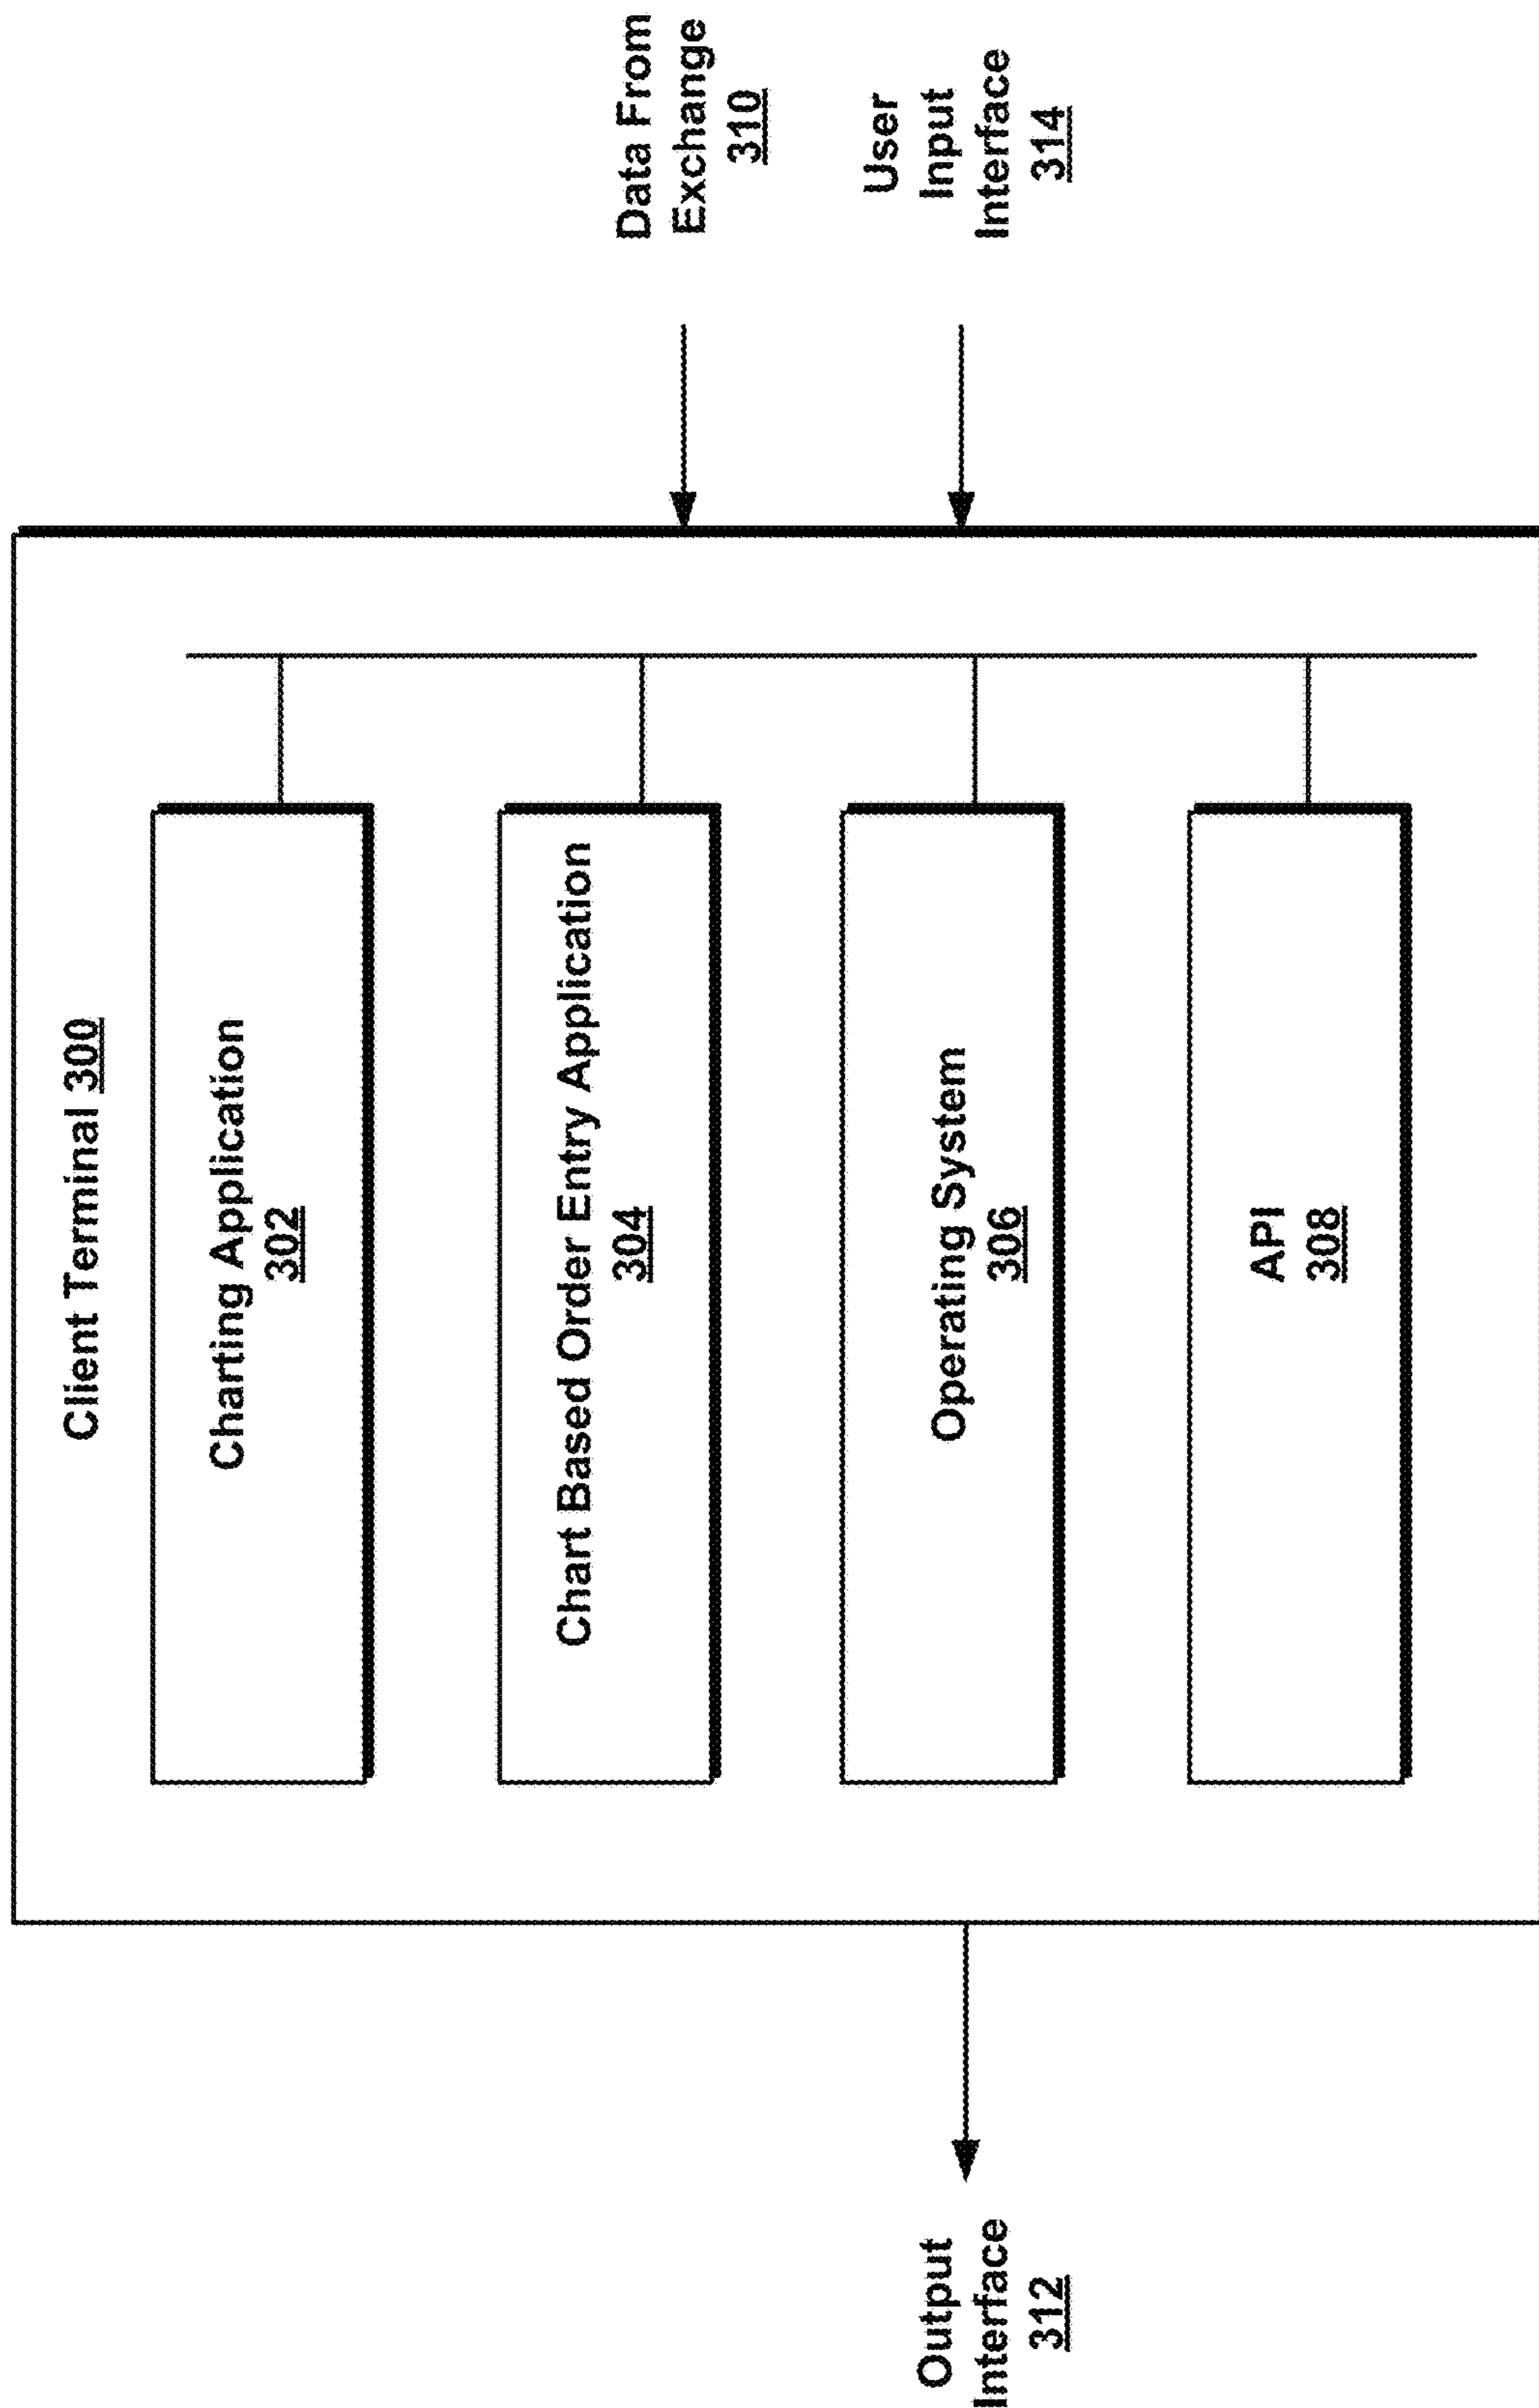 Client Terminal 300
Charting Application
302
Chart Based Order Entry Application
304
Operating System
306
API
308
Data From
Exchange
310
User
Input
Interface
314
Output
Interface
312